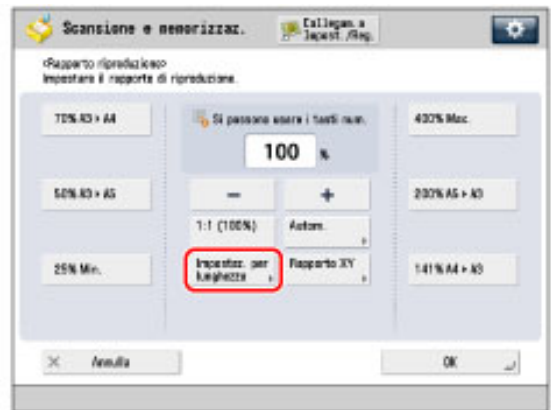 Scansione e memorizzaz.
Collegam. a
Impost./Reg.
<Rapporto riproduzione>
Impostare il rapporto di riproduzione.
70% A3 > A4
Si possono usare i tasti num.
400% Max.
100 %
50% A3 > A5
−
+
200% A5 > A3
1:1 (100%)
Autom.
25% Min.
Impostaz. per
lunghezza
Rapporto XY
141% A4 > A3
× Annulla
OK